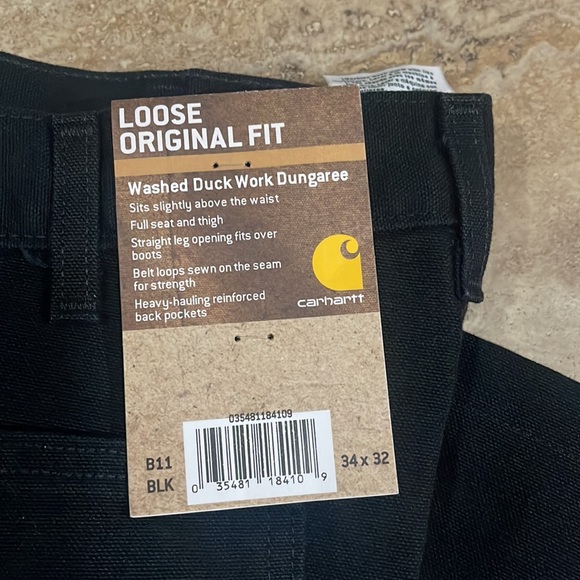 LOOSE
ORIGINAL FIT
Washed Duck Work Dungaree
Sits slightly above the waist
Full seat and thigh
Straight leg opening fits over
boots
Belt loops sewn on the seam
for strength
Heavy-hauling reinforced
back pockets
carhartt
035481184109
B11
BLK
34 x 32
0 35481 18410 9